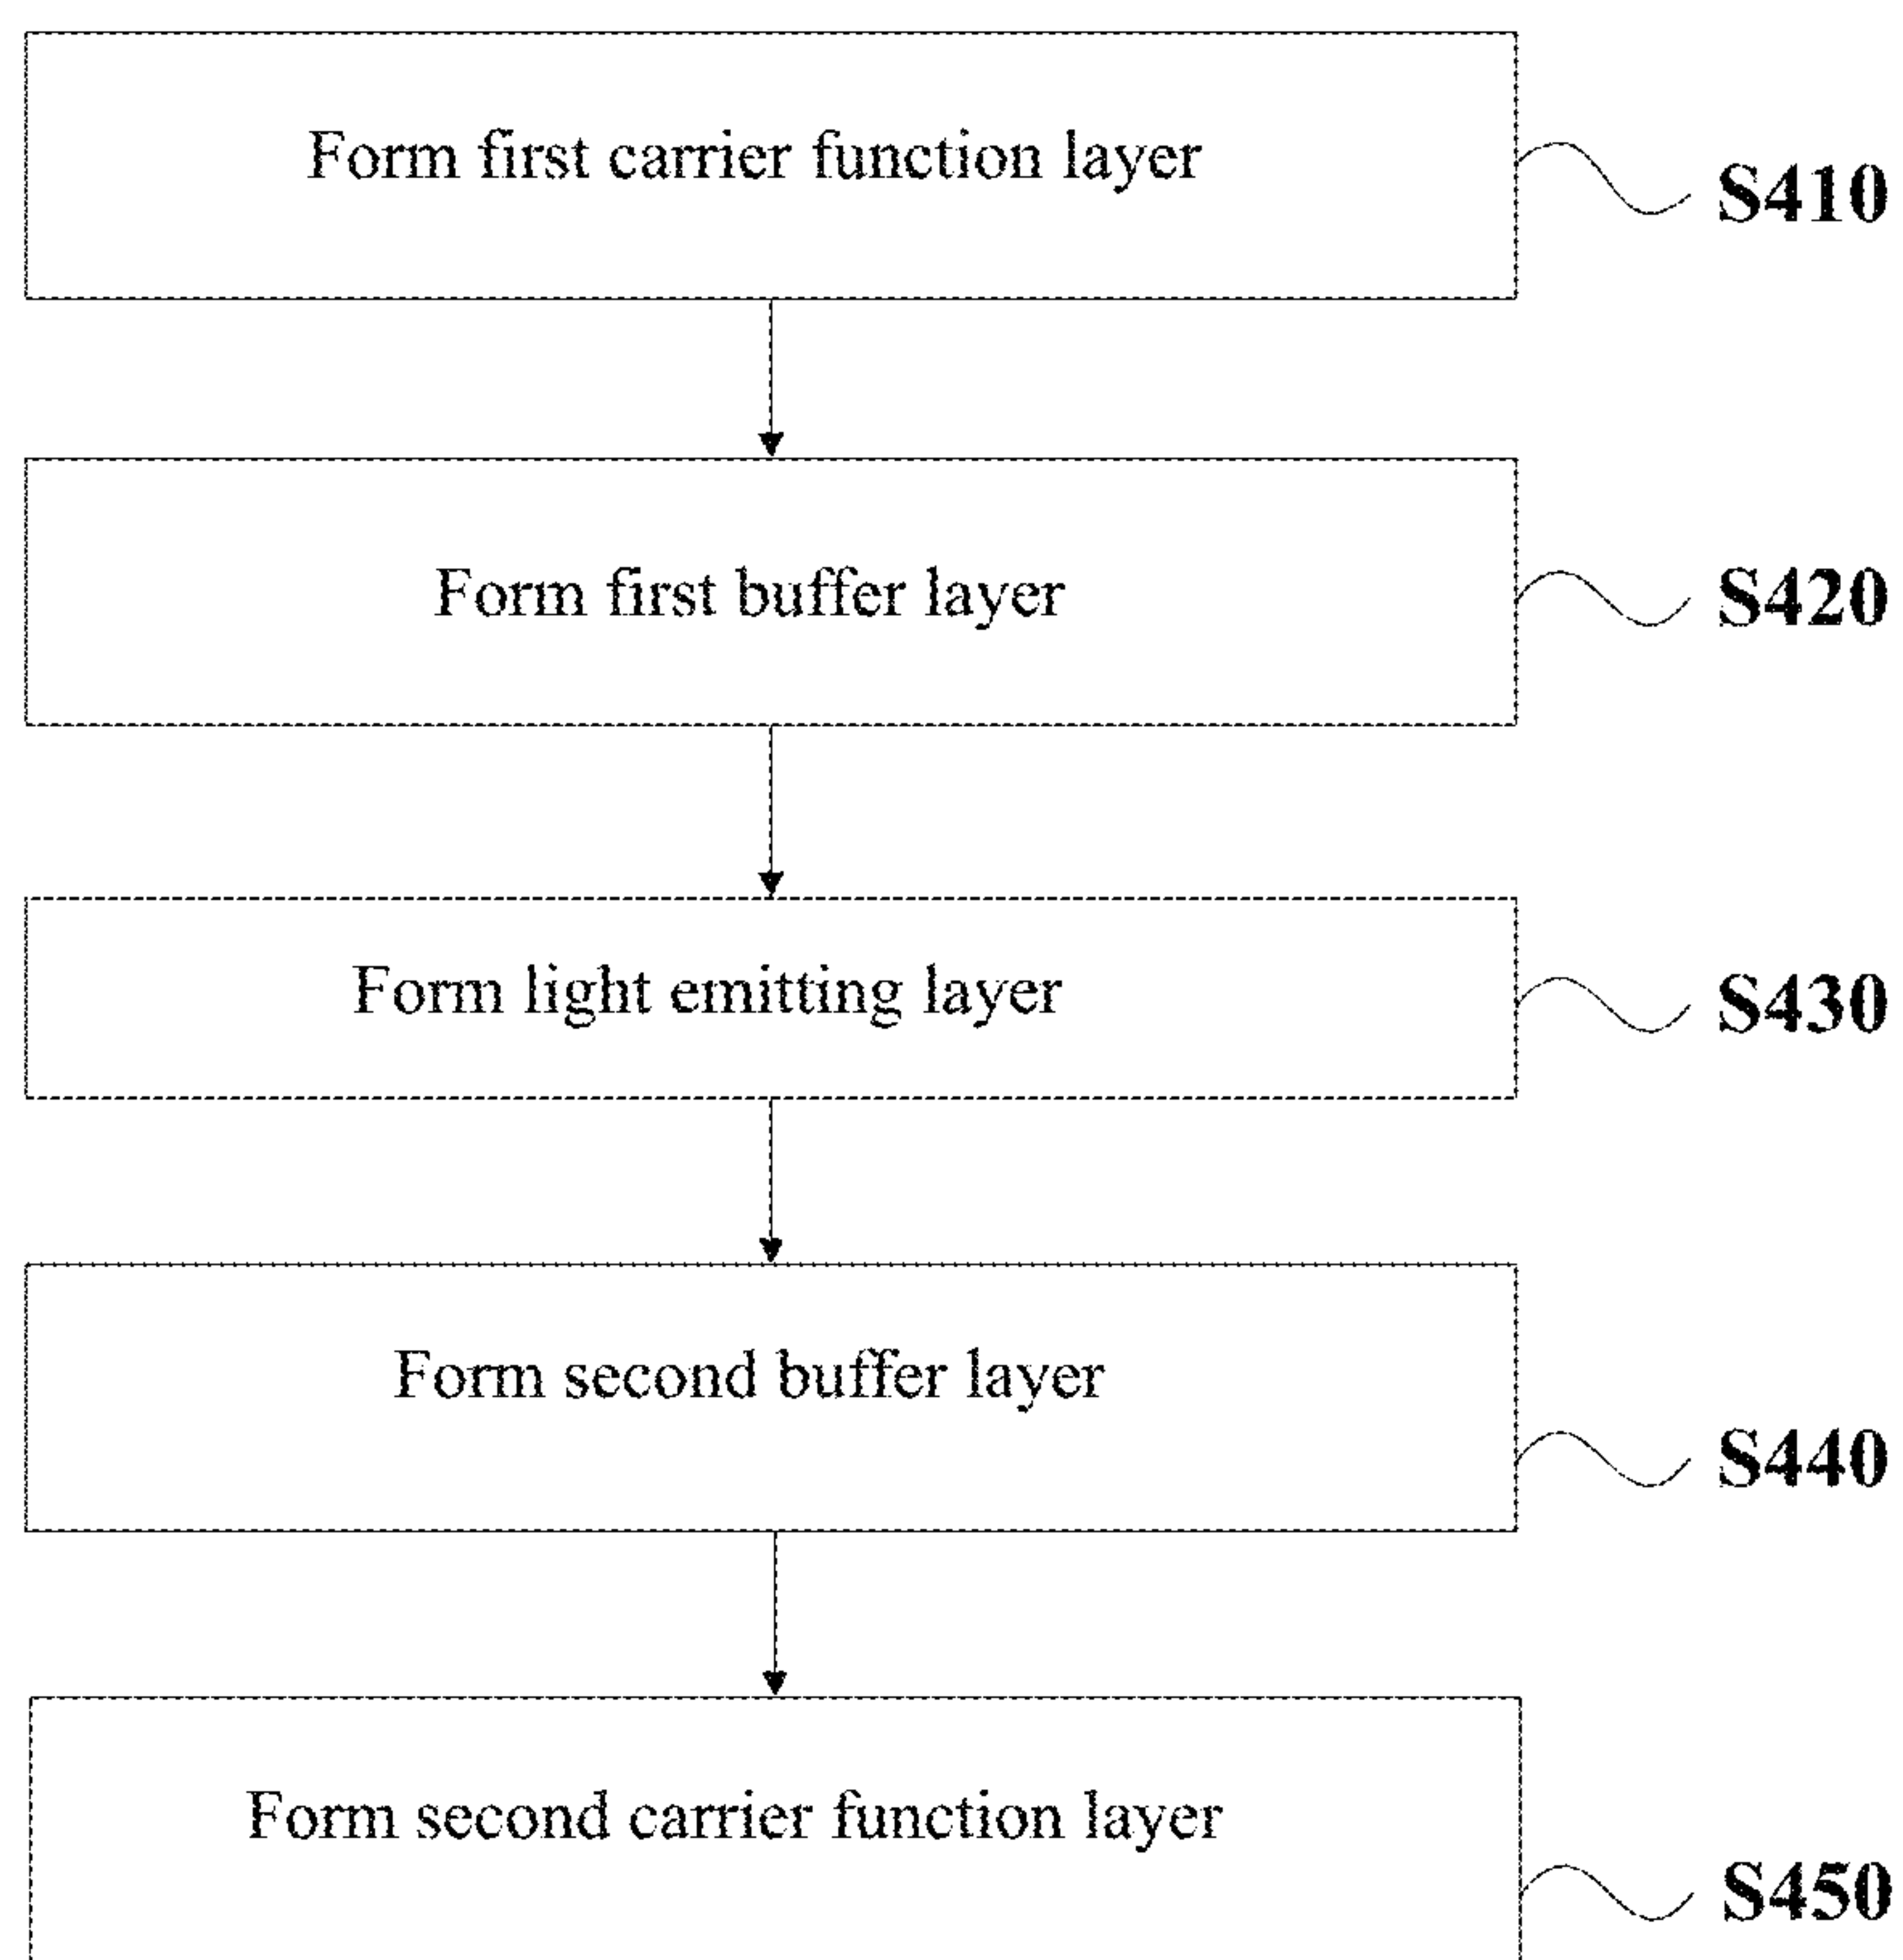 Form first carrier function layer
S410
Form first buffer layer
S420
Form light emitting layer
S430
Form second buffer layer
S440
Form second carrier function layer
S450